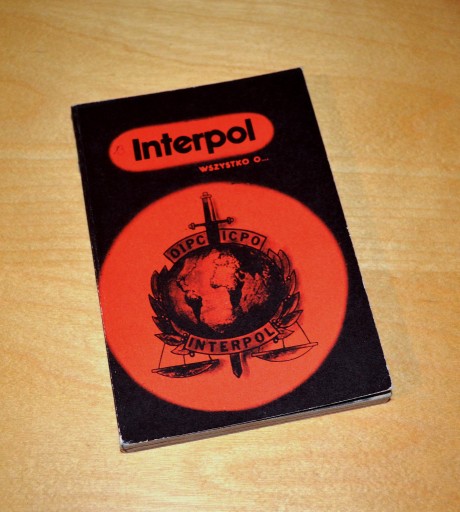 Interpol
WSZYSTKO O...
OIPC ICPO
INTERPOL